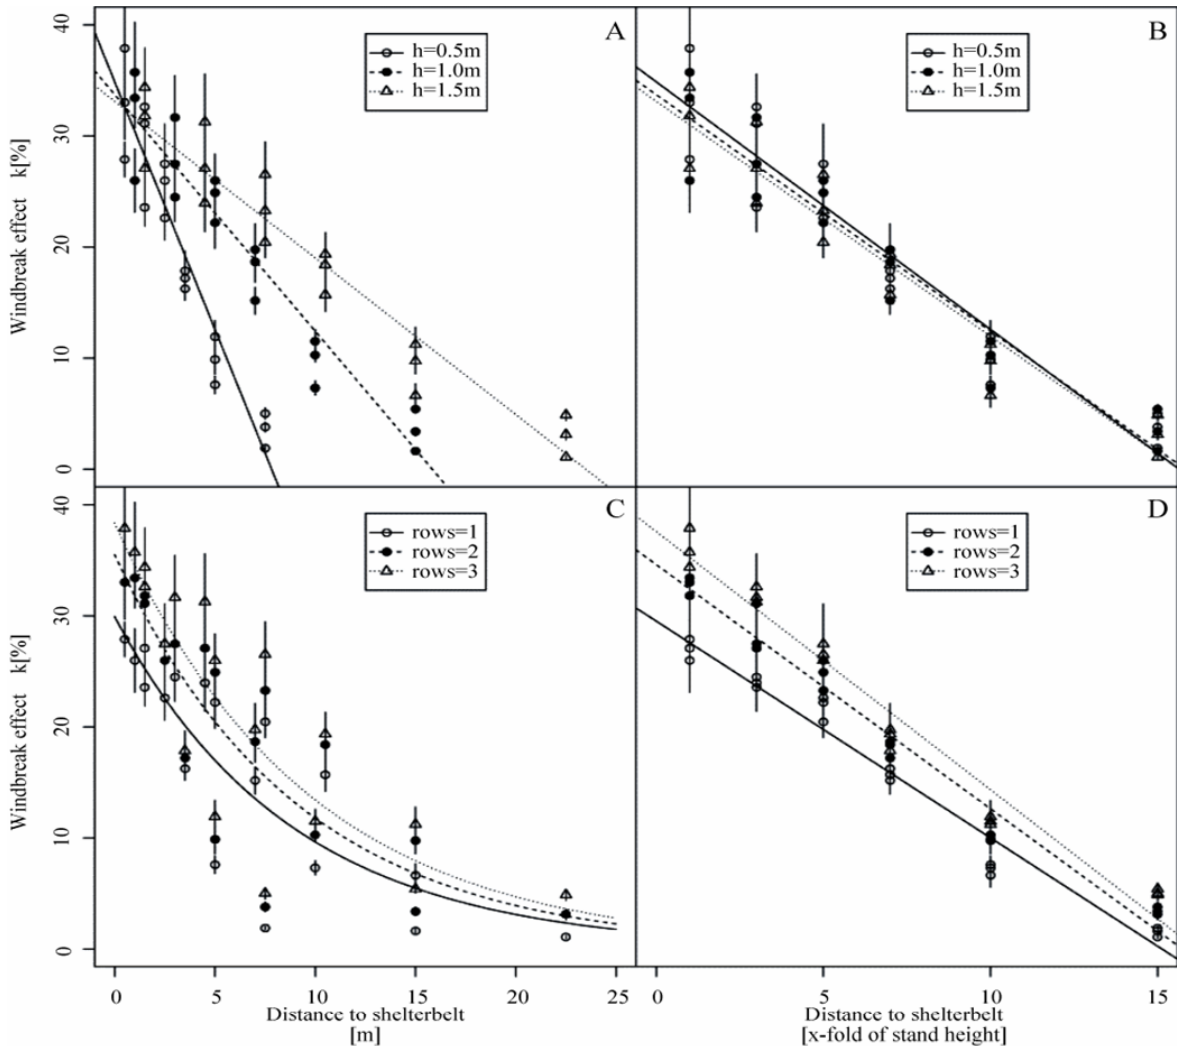 A
h=0.5m
h=1.0m
h=1.5m
Windbreak effect k[%]
40
30
20
10
0
B
h=0.5m
h=1.0m
h=1.5m
C
rows=1
rows=2
rows=3
Windbreak effect k[%]
40
30
20
10
0
D
rows=1
rows=2
rows=3
0 5 10 15 20 25
Distance to shelterbelt
[m]
0 5 10 15
Distance to shelterbelt
[x-fold of stand height]